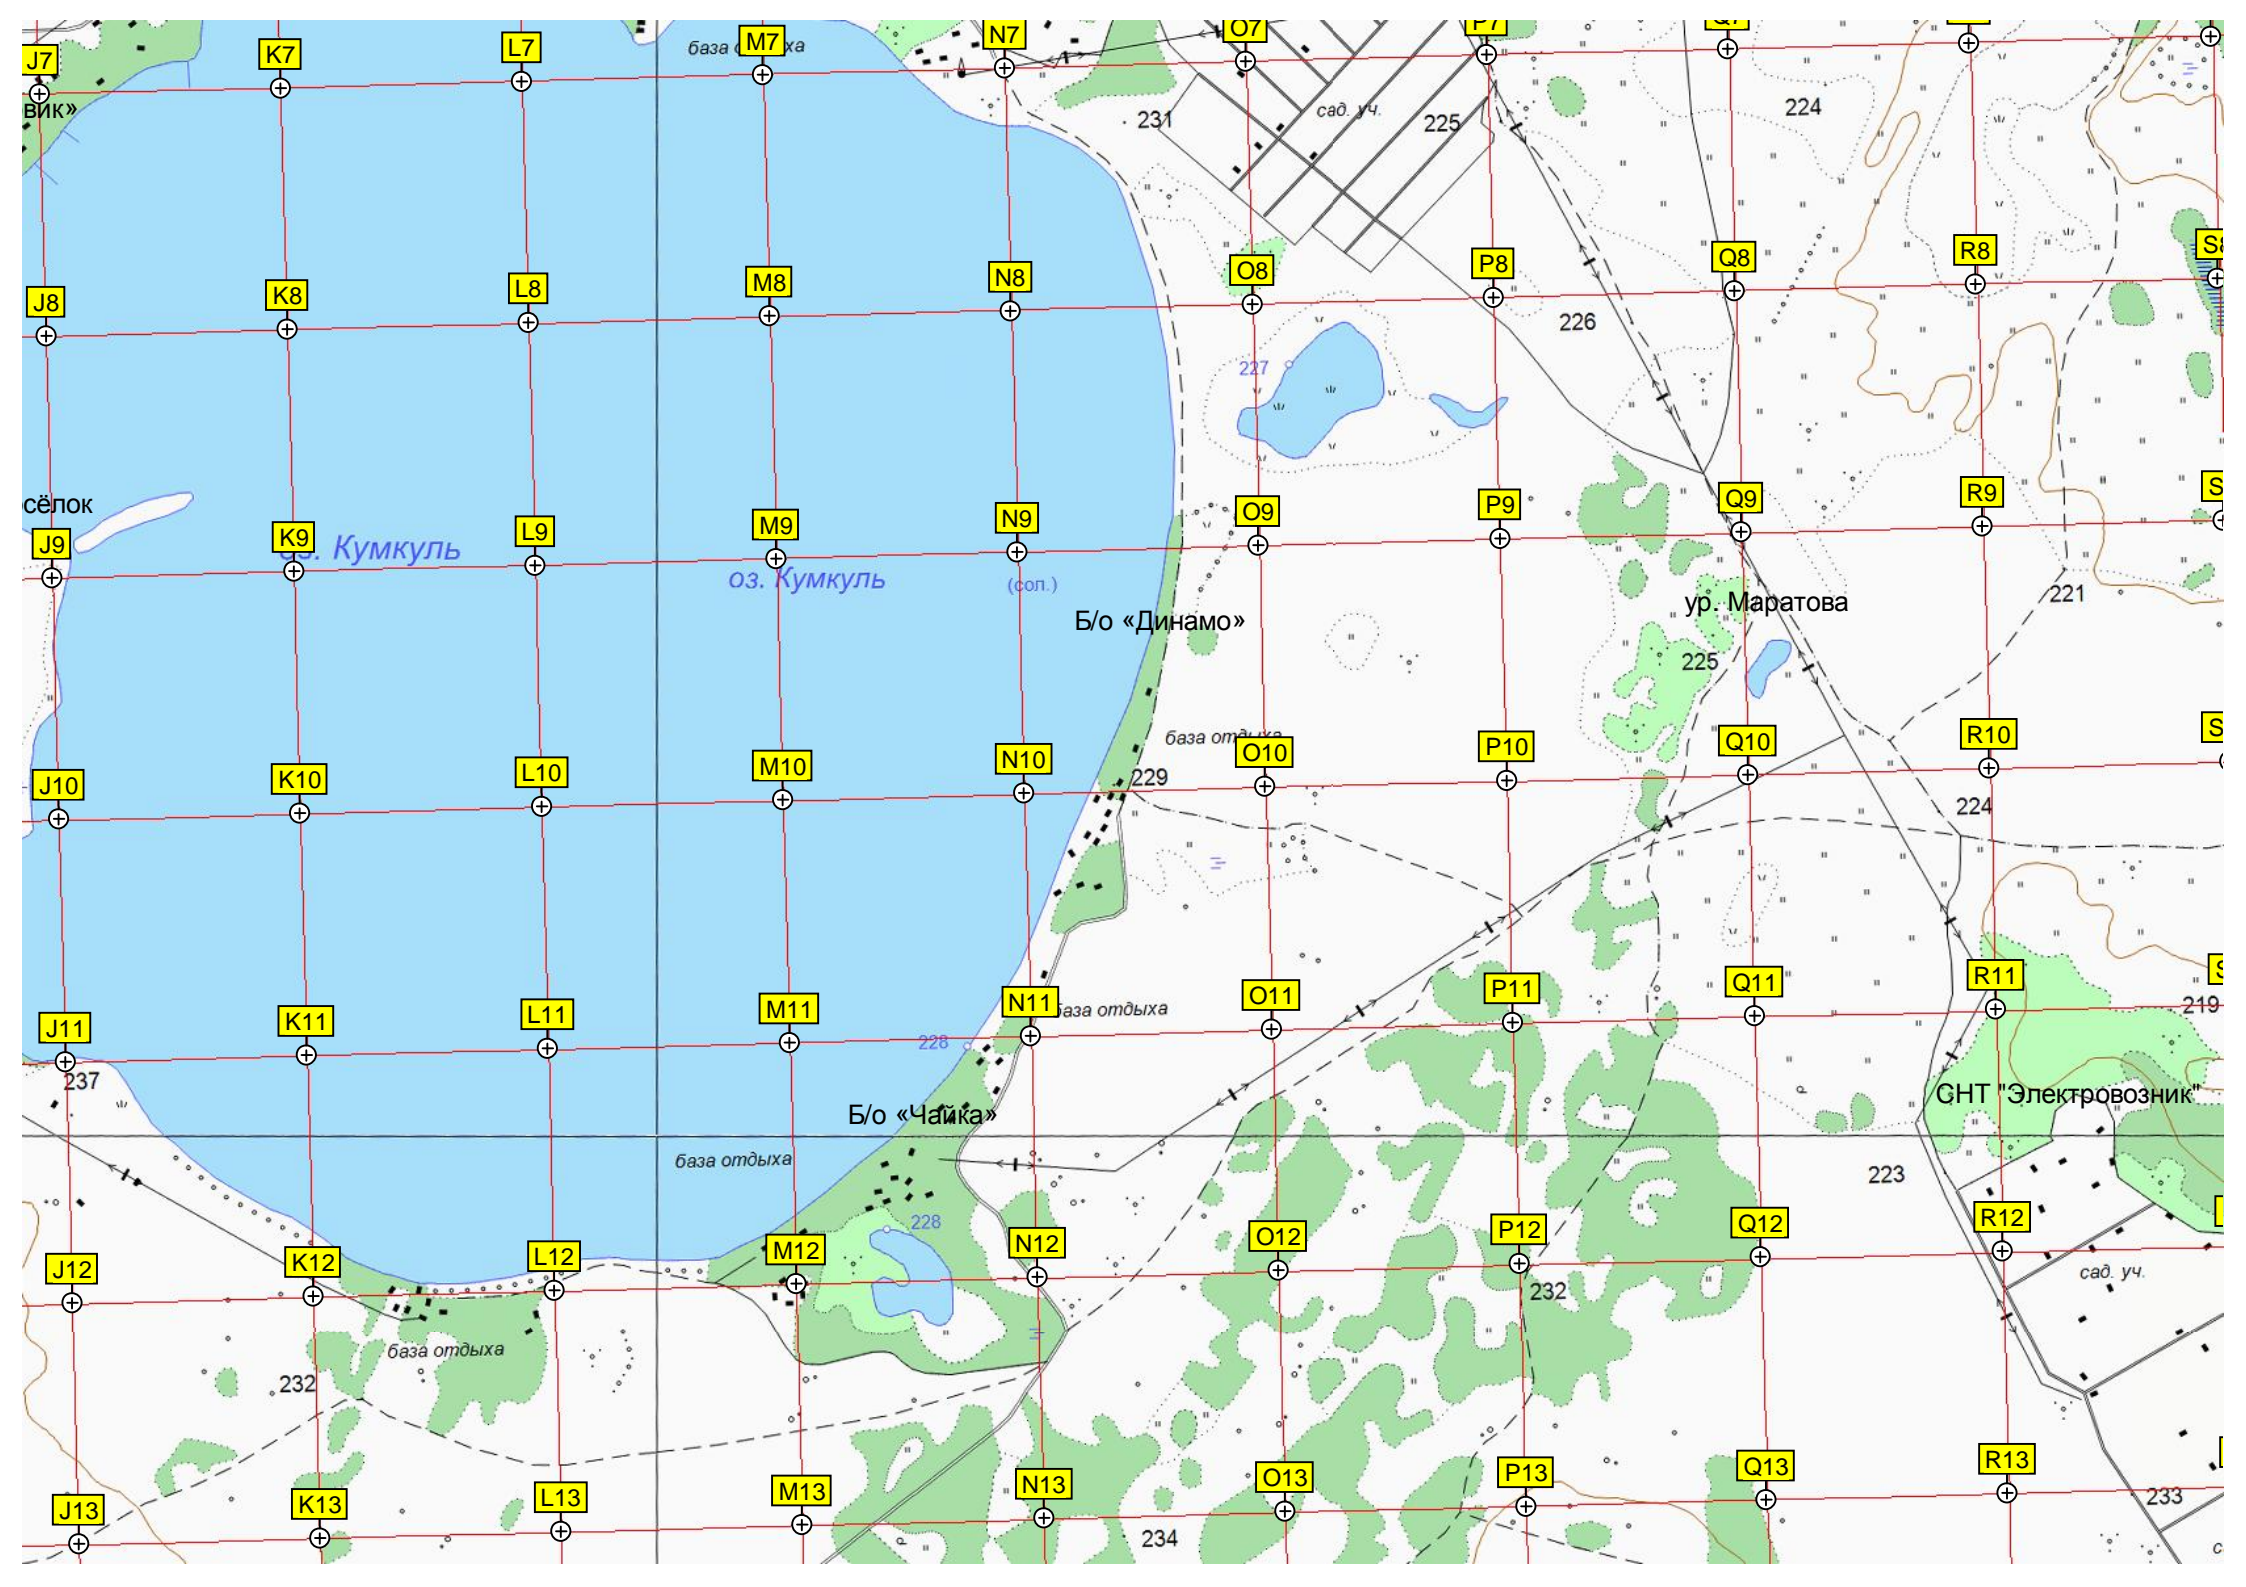 J7
K7
L7
база отдыха
M7
N7
O7
P7
Q7
вик»
231
сад. уч.
225
224
J8
K8
L8
M8
N8
O8
P8
Q8
R8
226
227
J9
K9
оз. Кумкуль
L9
M9
оз. Кумкуль
N9
(сол.)
O9
P9
Q9
R9
Б/о «Динамо»
ур. Маратова
221
225
J10
K10
L10
M10
N10
база отдыха
O10
229
P10
Q10
R10
224
J11
K11
L11
M11
N11
база отдыха
O11
P11
Q11
R11
219
228
237
Б/о «Чайка»
СНТ "Электровозник"
база отдыха
223
228
J12
K12
L12
M12
N12
O12
P12
Q12
R12
сад. уч.
232
база отдыха
232
J13
K13
L13
M13
N13
O13
P13
Q13
R13
233
234